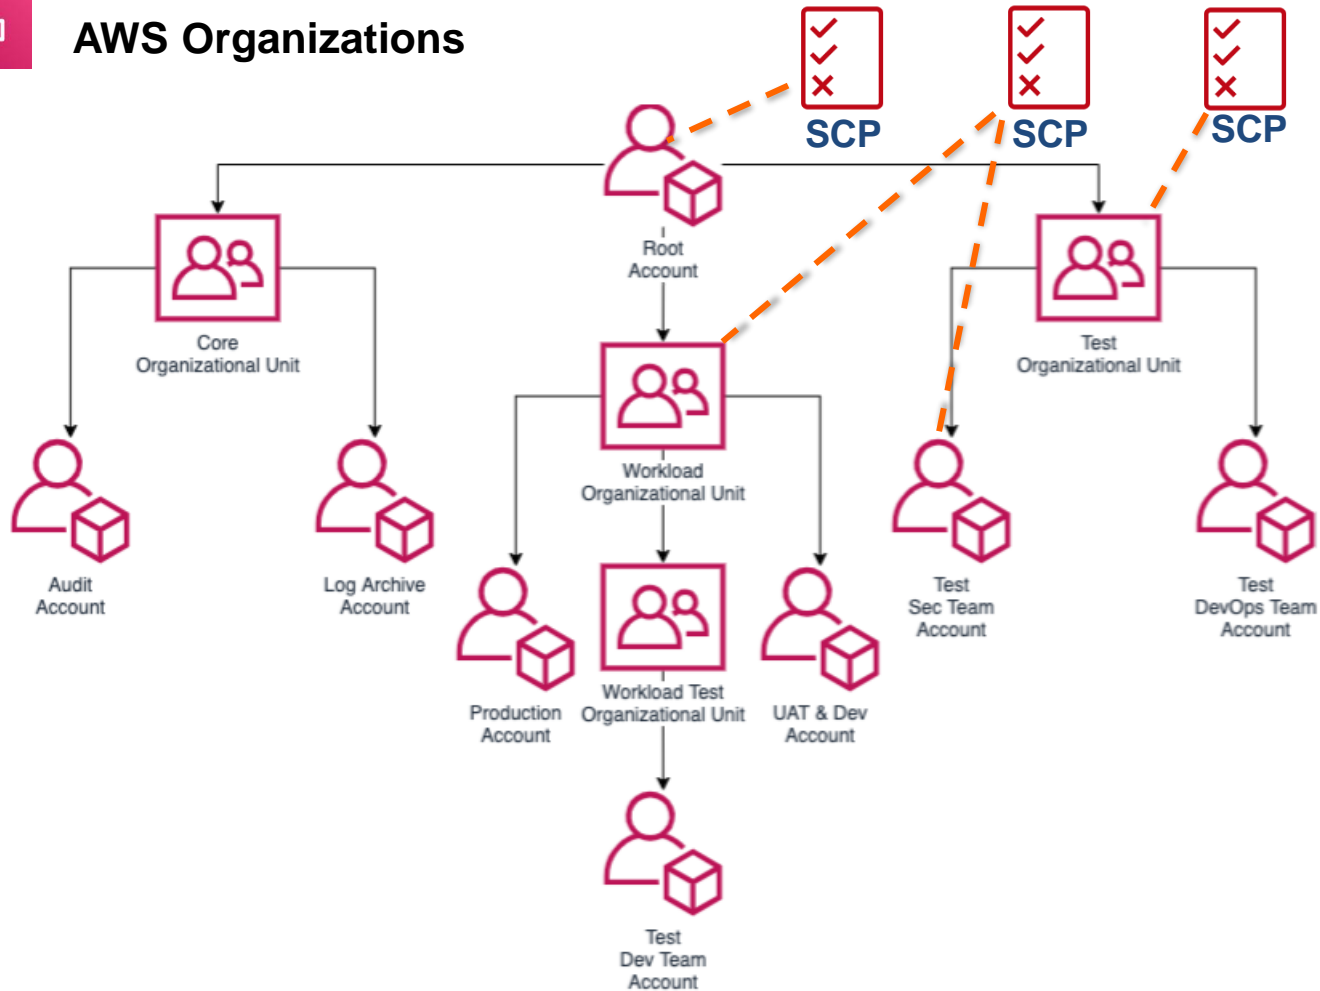 AWS Organizations
SCP
SCP
SCP
Root
Account
Core
Organizational Unit
Test
Organizational Unit
Workload
Organizational Unit
Audit
Account
Log Archive
Account
Test
Sec Team
Account
Test
DevOps Team
Account
Production
Account
Workload Test
Organizational Unit
UAT & Dev
Account
Test
Dev Team
Account